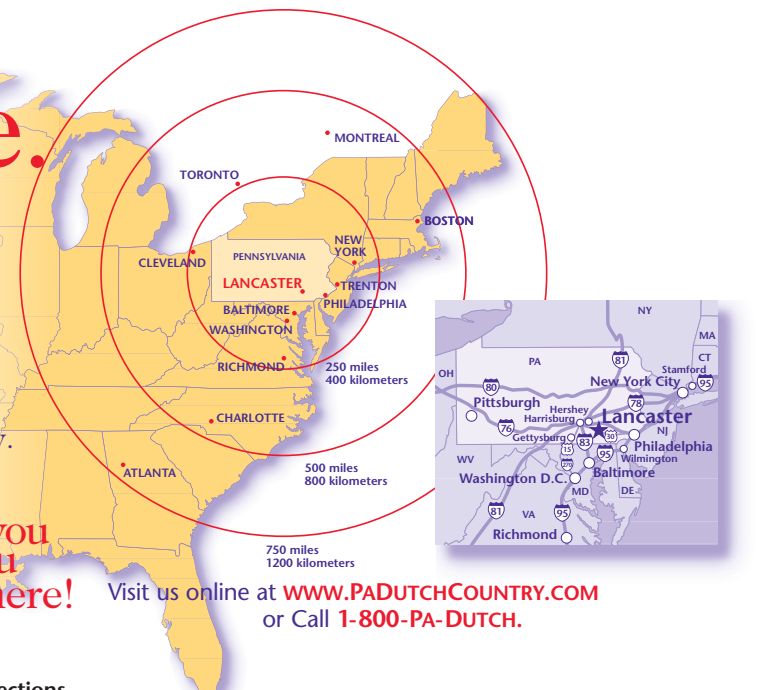 e.
MONTREAL
TORONTO
BOSTON
NEW
YORK
CLEVELAND
PENNSYLVANIA
LANCASTER
TRENTON
PHILADELPHIA
BALTIMORE
WASHINGTON
RICHMOND
250 miles
400 kilometers
CHARLOTTE
500 miles
800 kilometers
ATLANTA
750 miles
1200 kilometers
y.
you
u
here!
NY
MA
CT
Stamford
81
PA
OH
New York City
95
80
78
Pittsburgh
Hershey
Lancaster
Harrisburg
76
NJ
Gettysburg
83
30
15
Philadelphia
95
Wilmington
WV
270
Baltimore
Washington D.C.
MD
DE
81
VA
95
Richmond
Visit us online at WWW.PADUTCHCOUNTRY.COM
or Call 1-800-PA-DUTCH.
ections